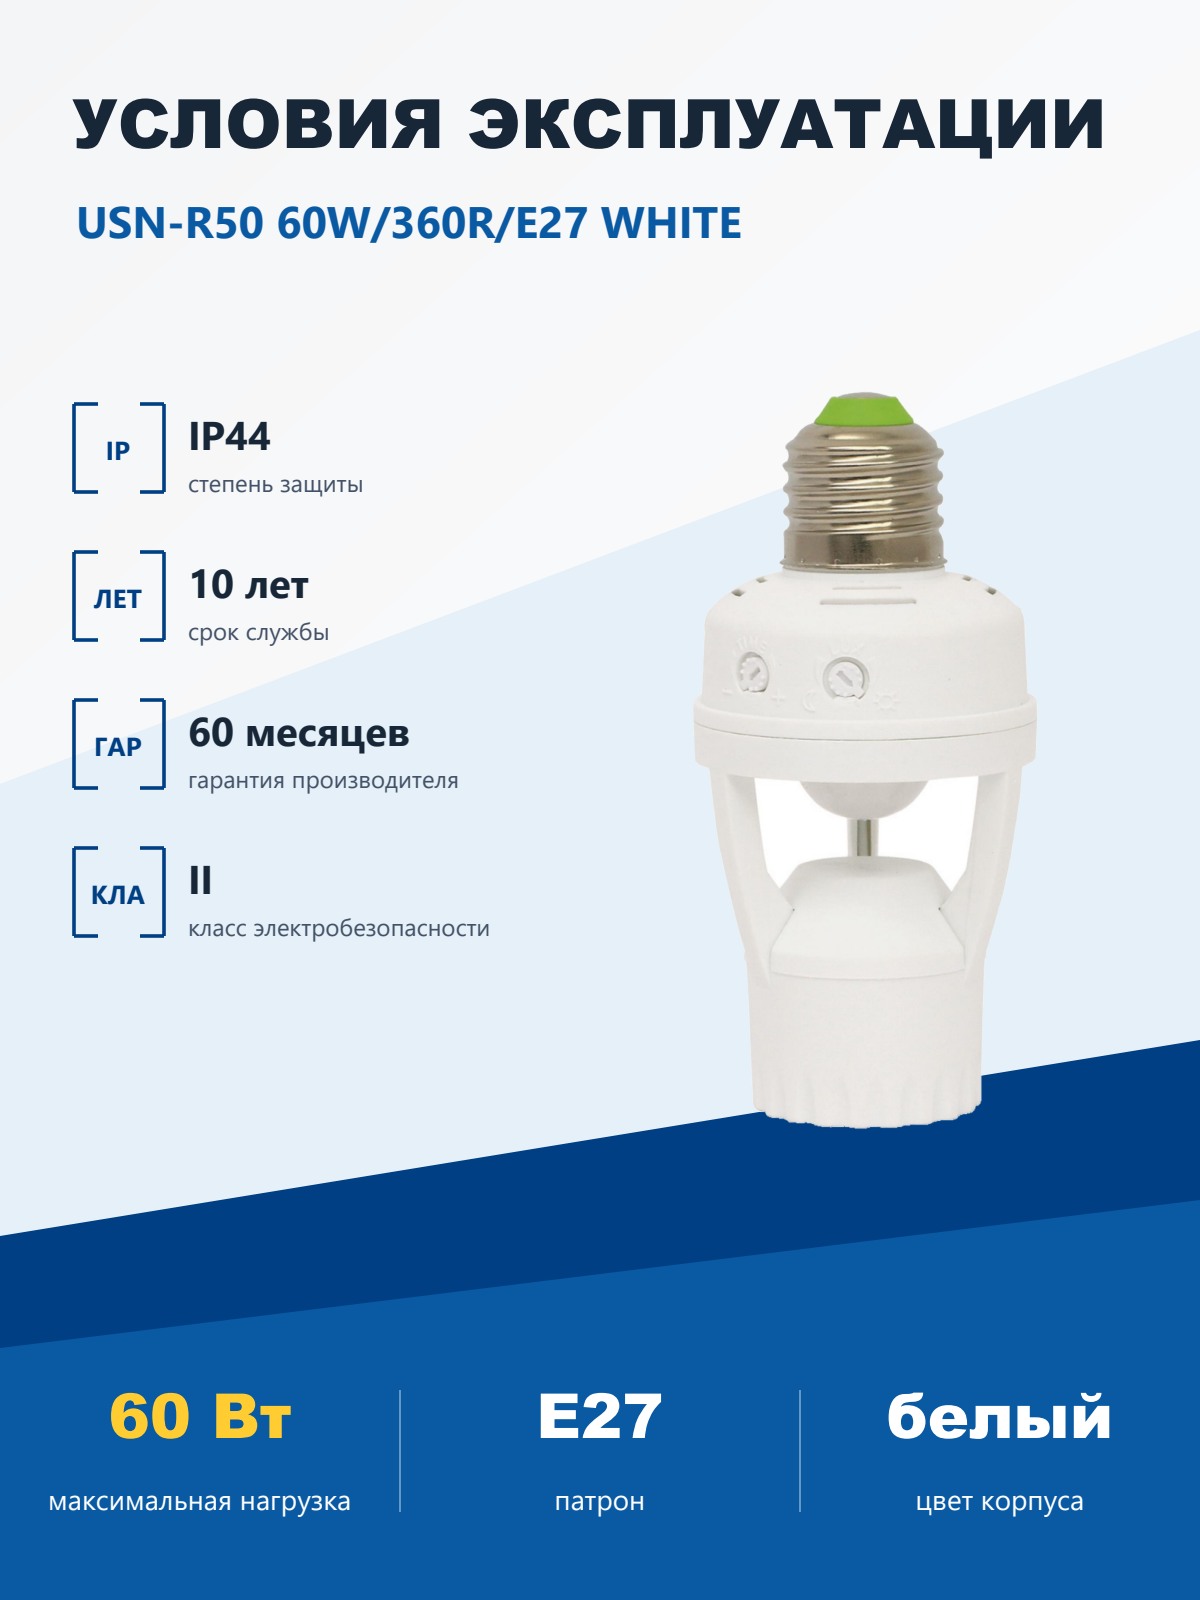 УСЛОВИЯ ЭКСПЛУАТАЦИИ
USN-R50 60W/360R/E27 WHITE
IP
IP44
степень защиты
ЛЕТ
10 лет
срок службы
ГАР
60 месяцев
гарантия производителя
КЛА
II
класс электробезопасности
60 Вт
максимальная нагрузка
E27
патрон
белый
цвет корпуса